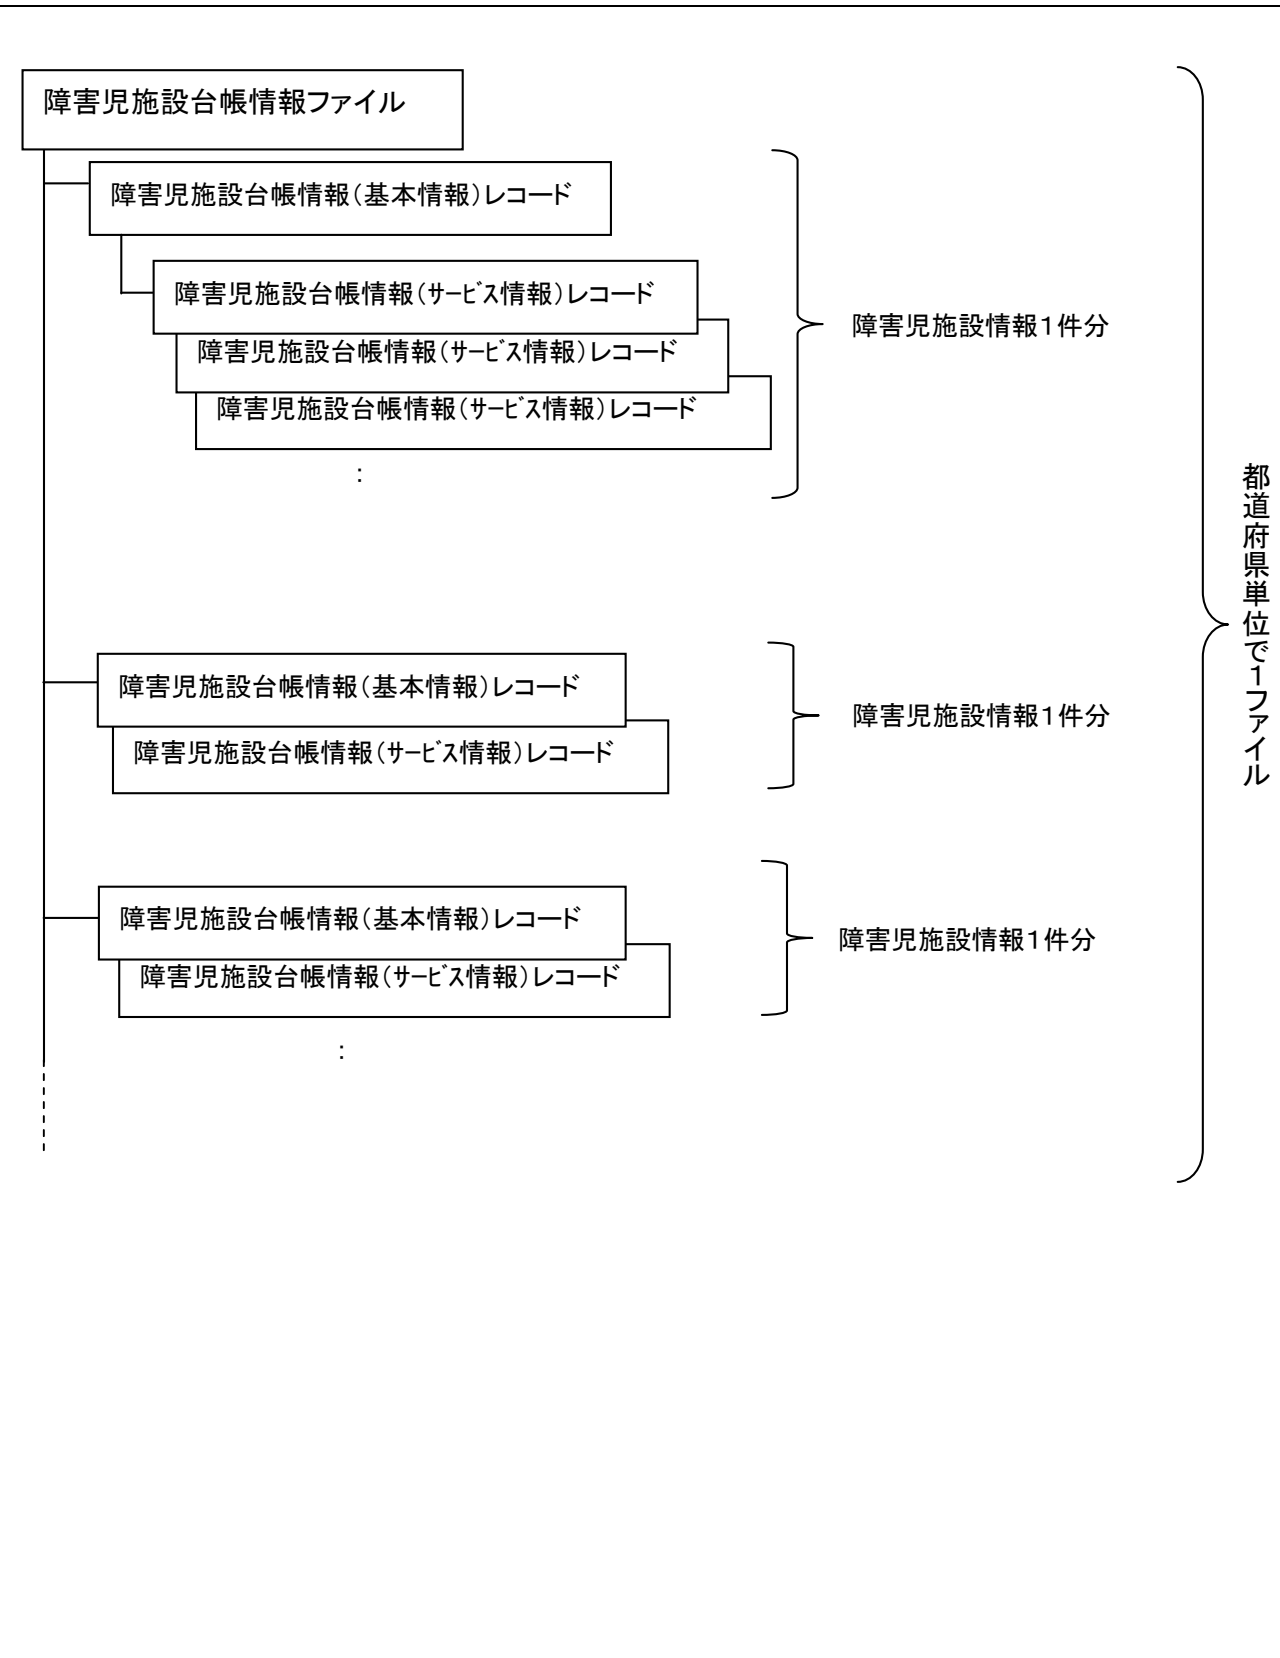 障害児施設台帳情報ファイル
障害児施設台帳情報（基本情報）レコード
障害児施設台帳情報（ｻｰﾋﾞｽ情報）レコード
障害児施設台帳情報（ｻｰﾋﾞｽ情報）レコード
障害児施設台帳情報（ｻｰﾋﾞｽ情報）レコード
：
障害児施設情報１件分
障害児施設台帳情報（基本情報）レコード
障害児施設台帳情報（ｻｰﾋﾞｽ情報）レコード
障害児施設情報１件分
障害児施設台帳情報（基本情報）レコード
障害児施設台帳情報（ｻｰﾋﾞｽ情報）レコード
：
障害児施設情報１件分
都道府県単位で１ファイル